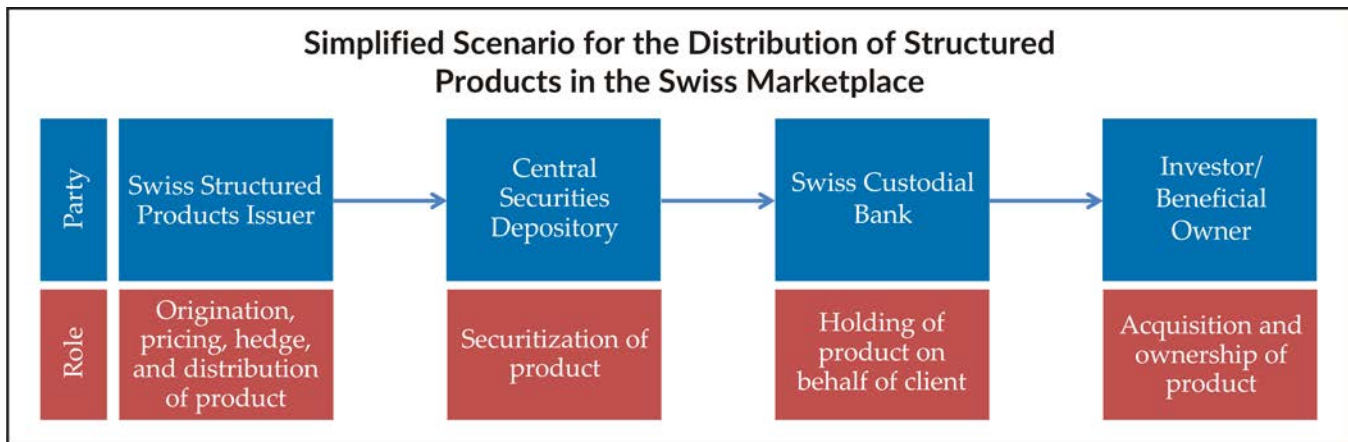 Simplified Scenario for the Distribution of Structured
Products in the Swiss Marketplace
Party
Swiss Structured
Products Issuer
Central
Securities
Depository
Swiss Custodial
Bank
Investor/
Beneficial
Owner
Role
Origination,
pricing, hedge,
and distribution
of product
Securitization of
product
Holding of
product on
behalf of client
Acquisition and
ownership of
product